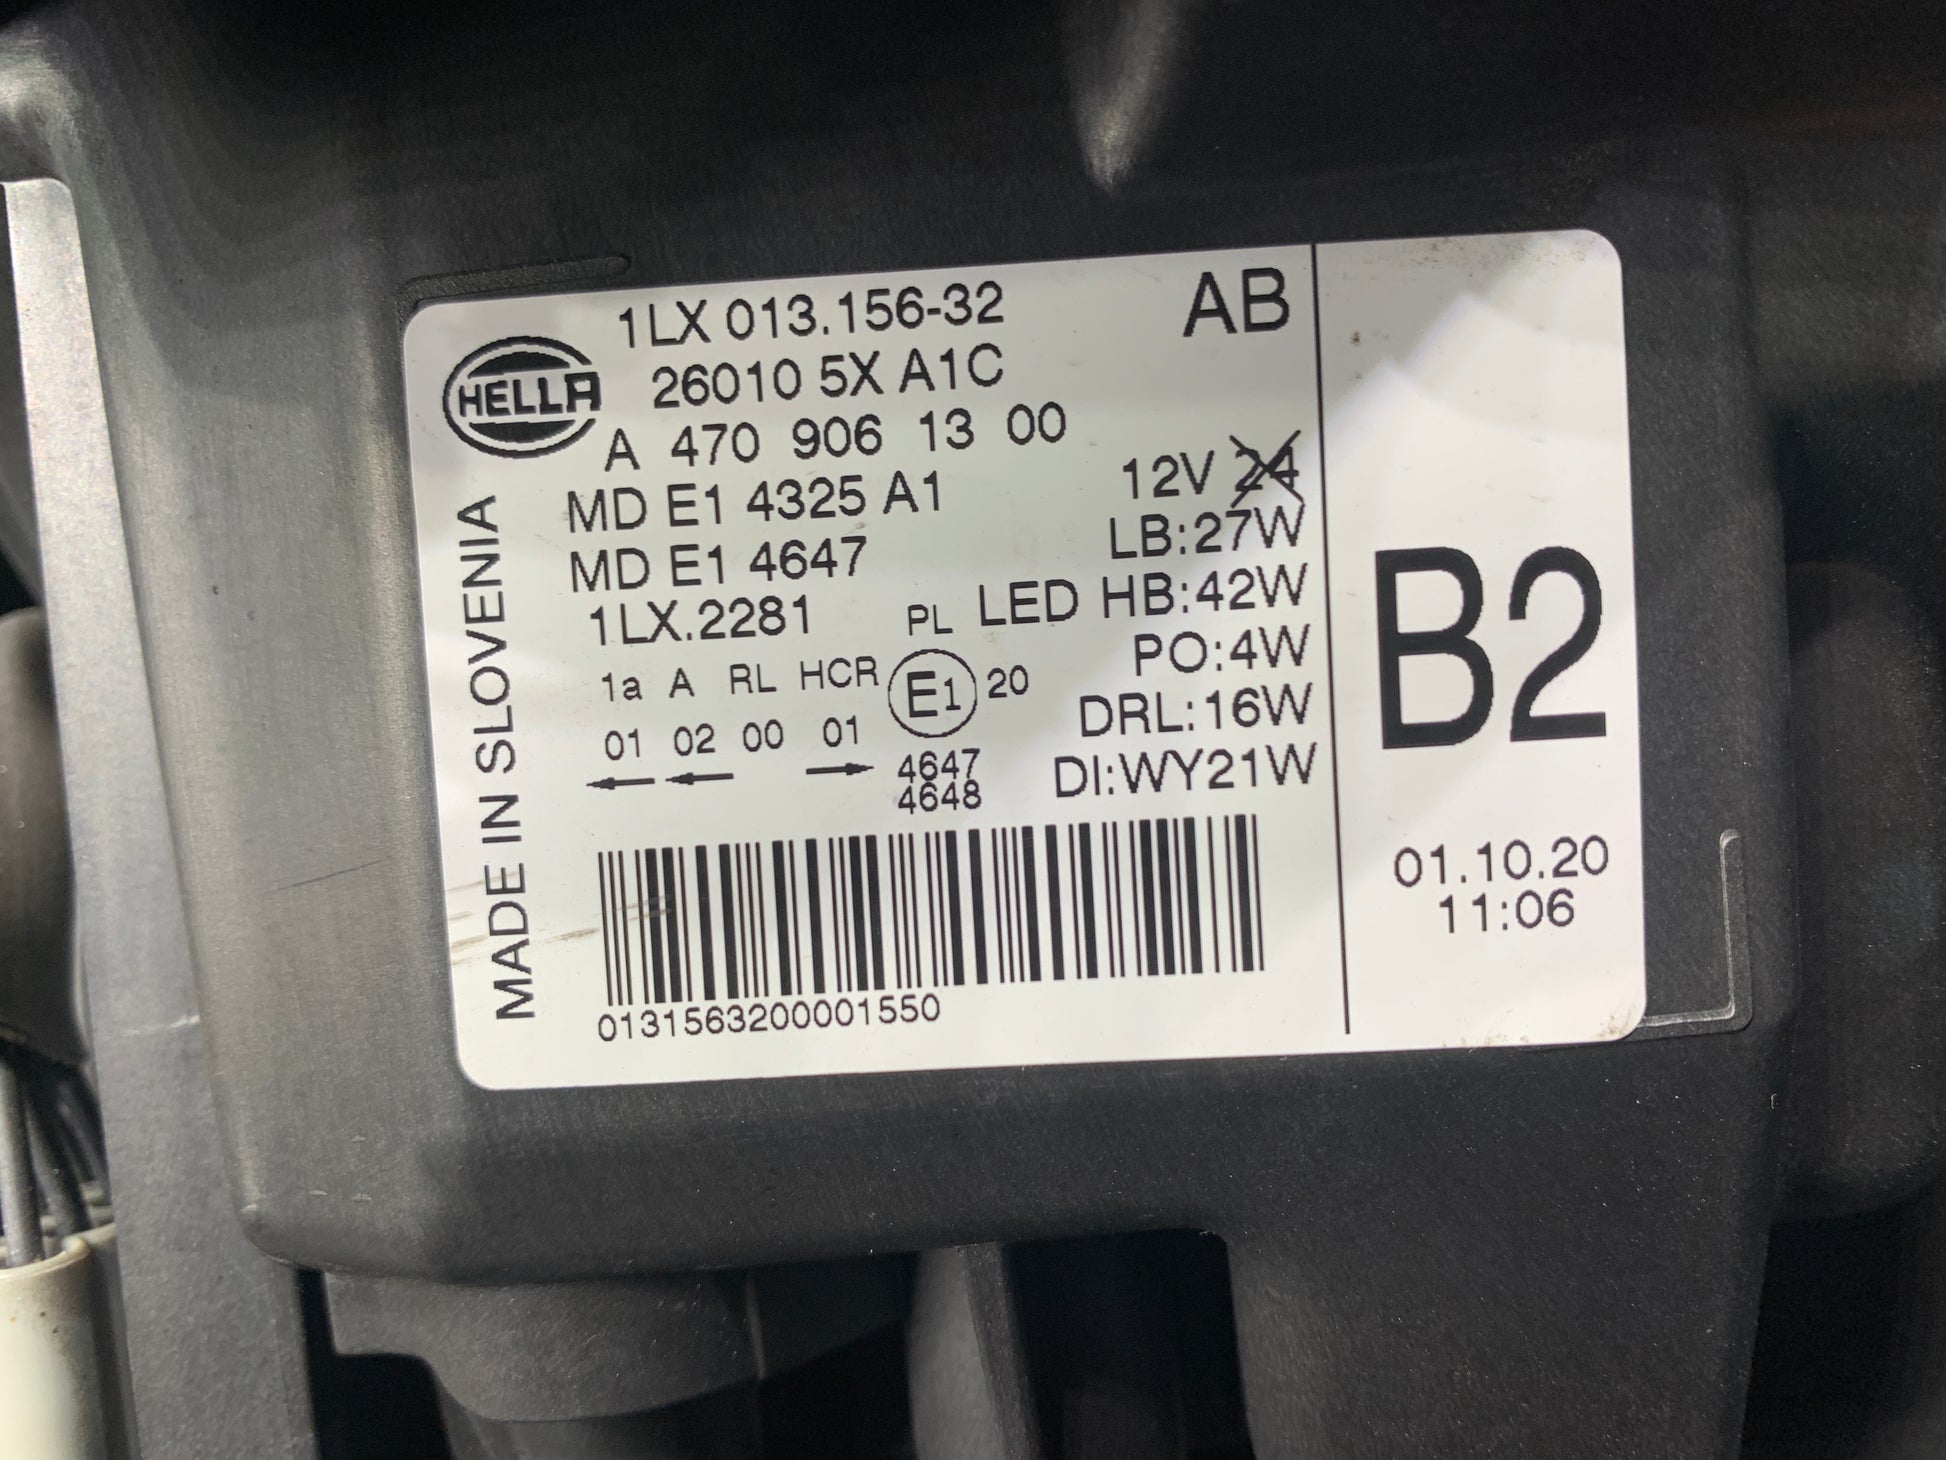 1LX 013.156-32 AB
HELLA
26010 5X A1C
A 470 906 13 00
MD E1 4325 A1 12V 24
MD E1 4647 LB:27W
1LX.2281 PL LED HB:42W
1a A RL HCR E1 20 PO:4W
01 02 00 01 DRL:16W
4647 DI:WY21W
4648
0131563200001550
MADE IN SLOVENIA
B2
01.10.20
11:06